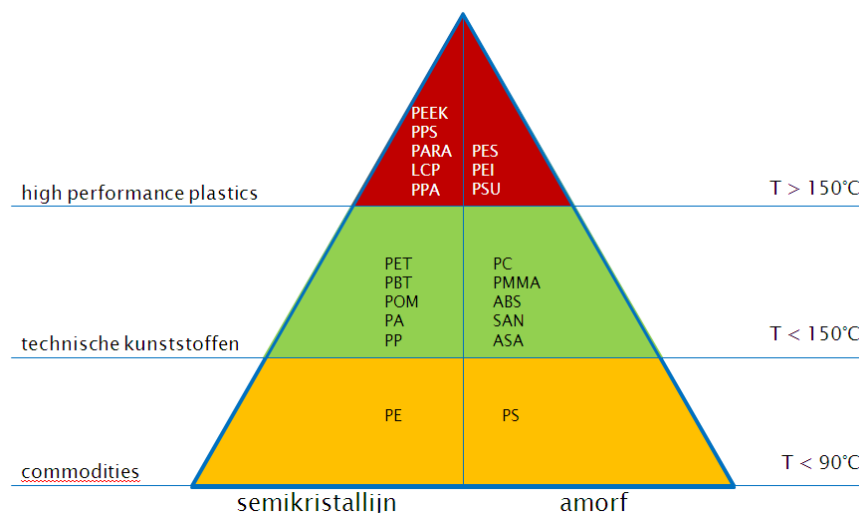 PEEK
PPS
PARA
LCP
PPA
PES
PEI
PSU
high performance plastics
T > 150°C
PET
PBT
POM
PA
PP
PC
PMMA
ABS
SAN
ASA
technische kunststoffen
T < 150°C
PE
PS
commodities
T < 90°C
semikristallijn
amorf